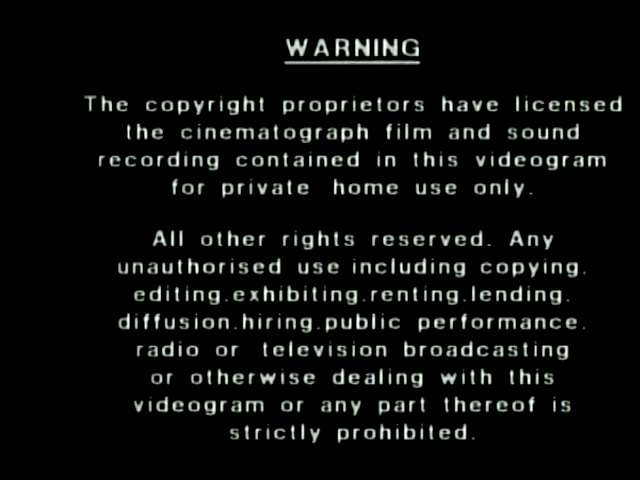 WARNING
The copyright proprietors have licensed
the cinematograph film and sound
recording contained in this videogram
for private home use only.
All other rights reserved. Any
unauthorised use including copying.
editing.exhibiting.renting.lending.
diffusion.hiring.public performance.
radio or television broadcasting
or otherwise dealing with this
videogram or any part thereof is
strictly prohibited.